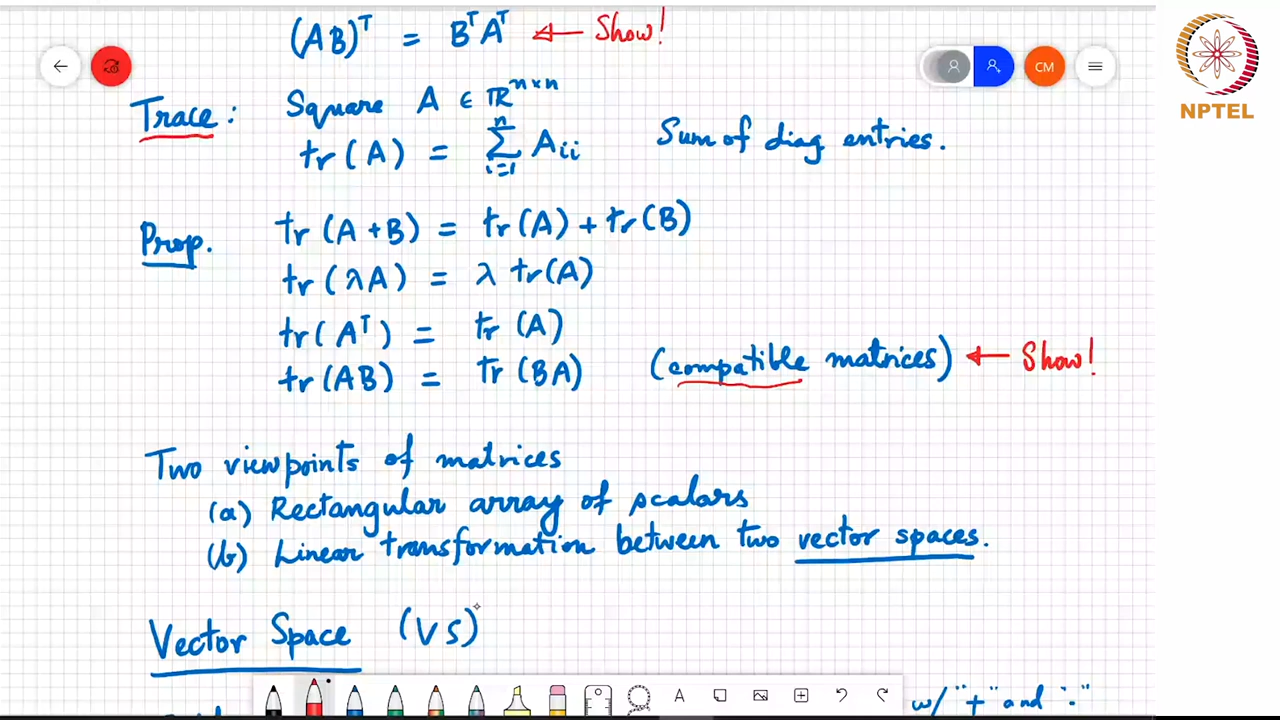 (AB)ᵀ = BᵀAᵀ ← Show!
CM
NPTEL
Trace: Square A ∈ ℝⁿˣⁿ
tr(A) = ∑ᵢ₌₁ⁿ Aᵢᵢ Sum of diag entries.
Prop. tr(A+B) = tr(A) + tr(B)
tr(λA) = λ tr(A)
tr(Aᵀ) = tr(A)
tr(AB) = Tr(BA) (compatible matrices) ← Show!
Two viewpoints of matrices
(a) Rectangular array of scalars
(b) Linear transformation between two vector spaces.
Vector Space (VS)
A
w/ "+" and "·"